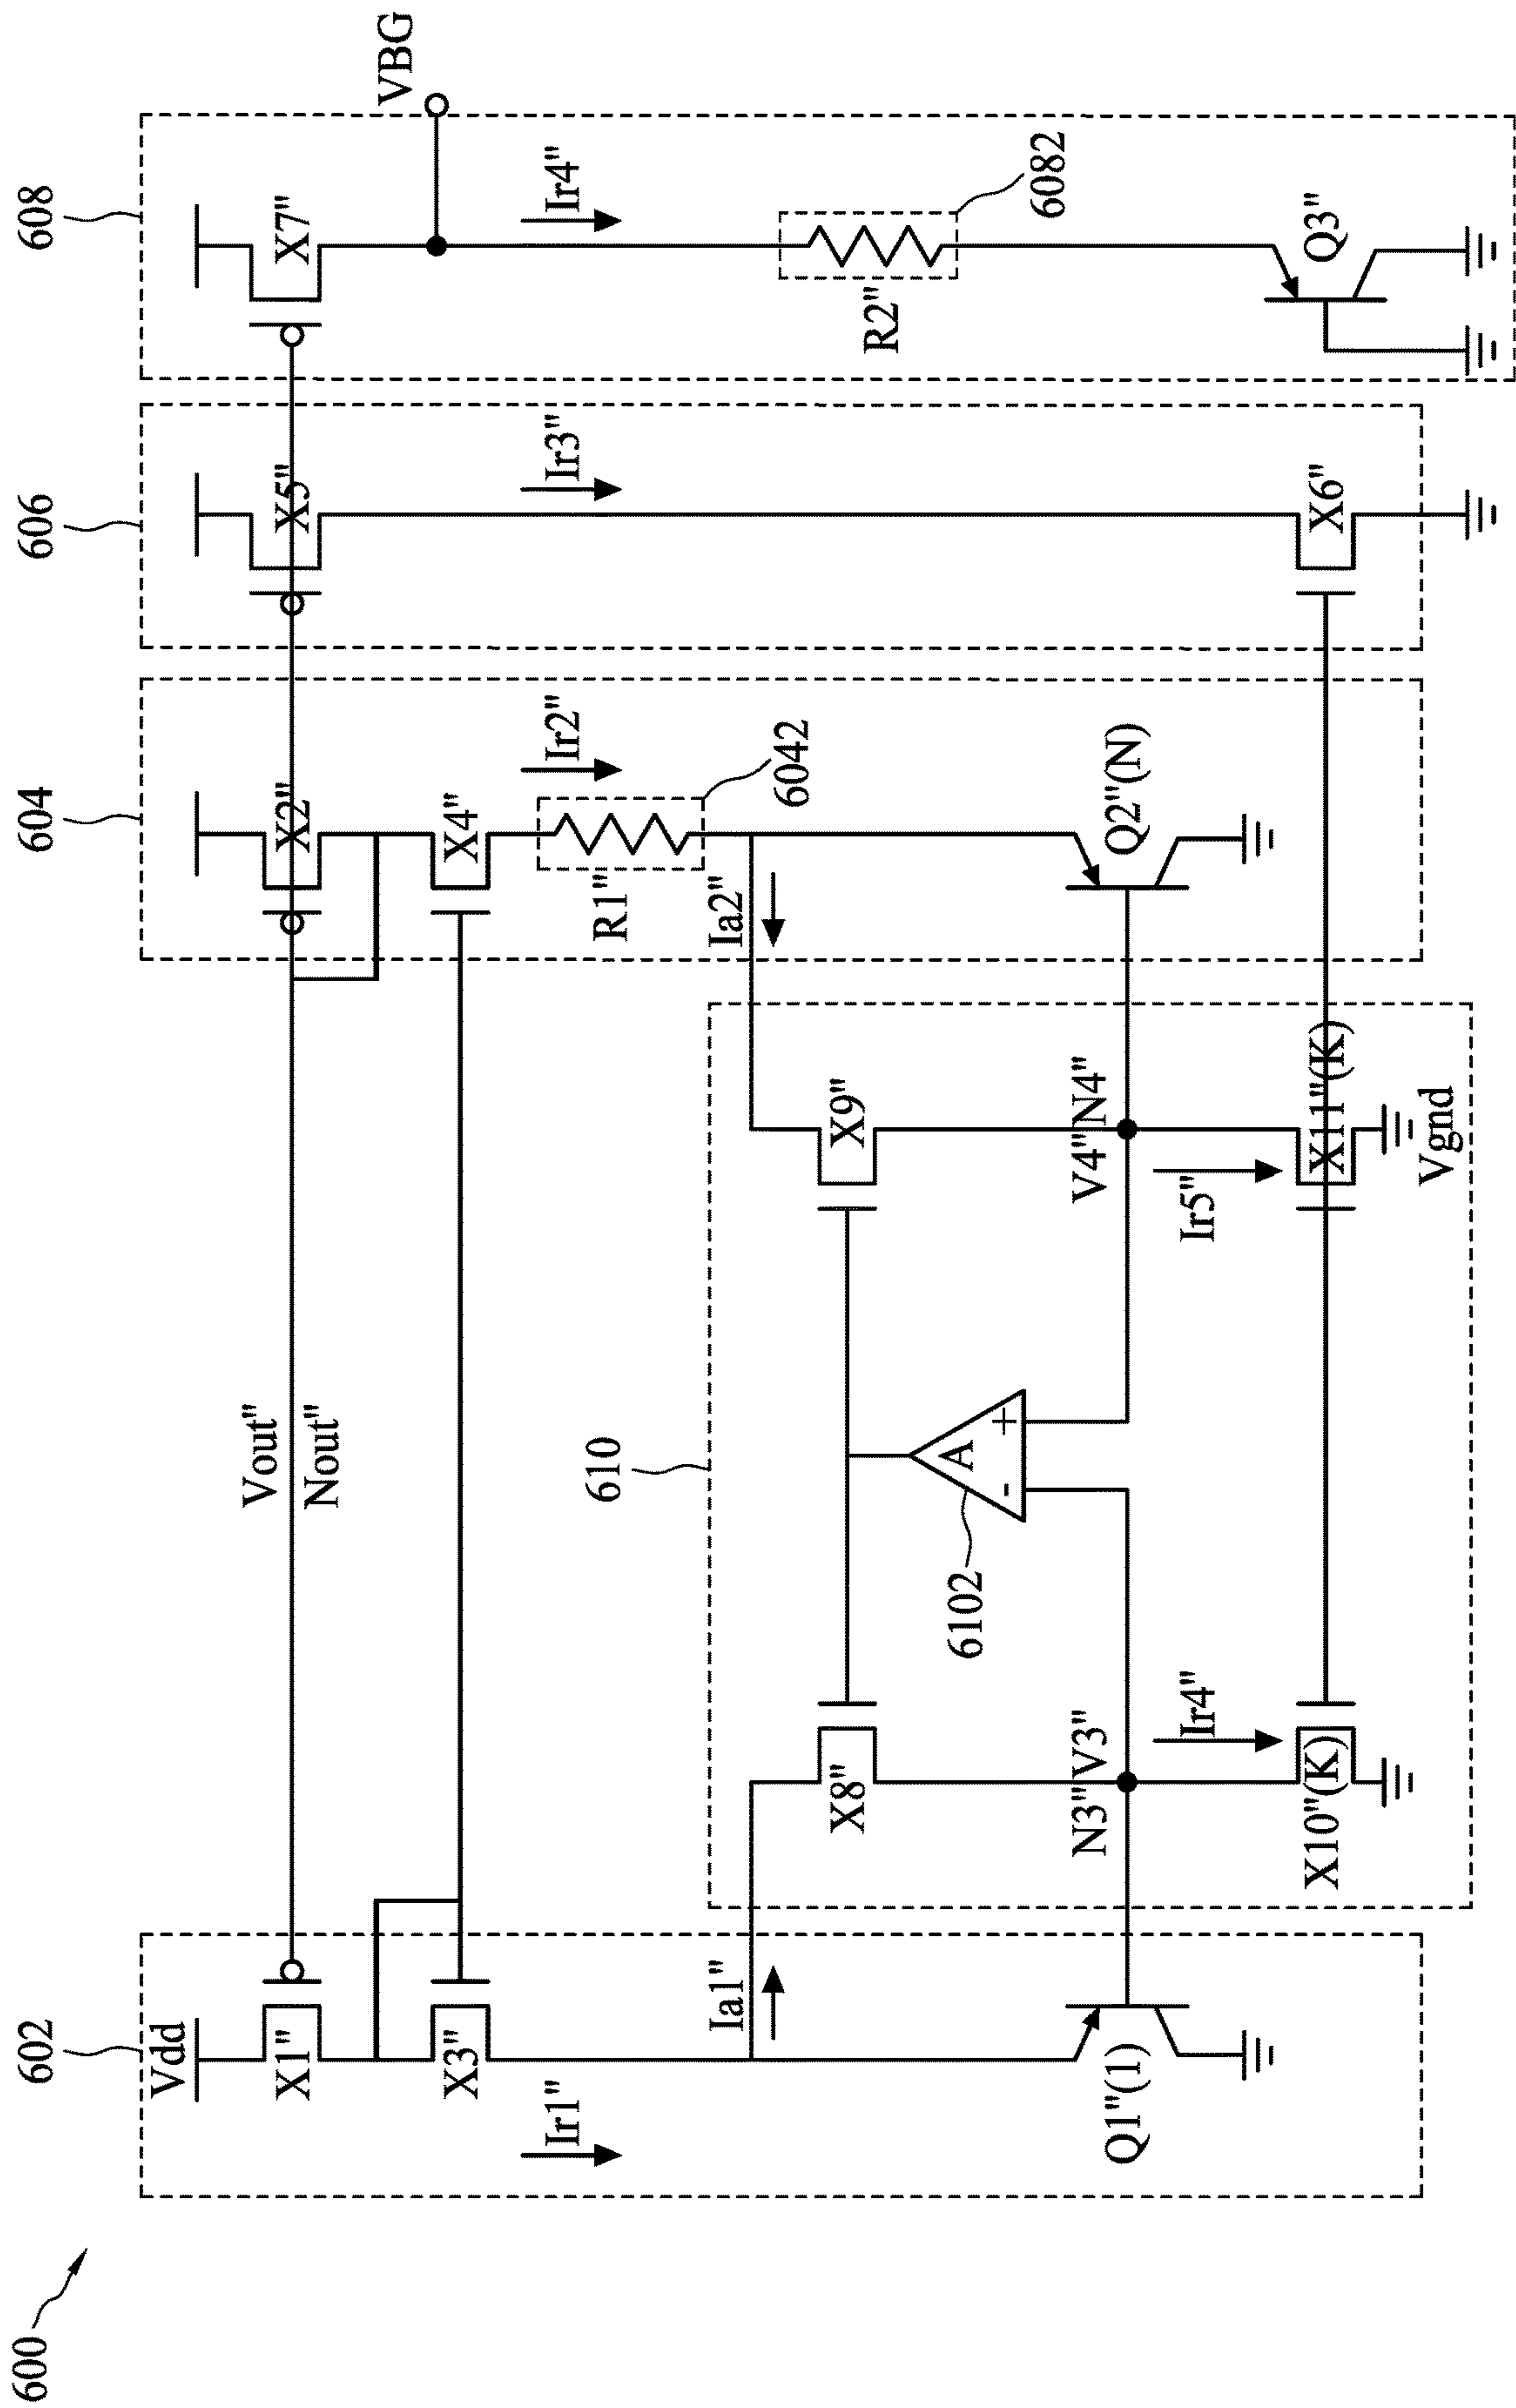 600
602
604
606
608
Vdd
X1"
Vout"
Nout"
X2"
X5"
X7"
VBG
X3"
X4"
Ir1"
Ir2"
Ir3"
Ir4"
R1"
6042
R2"
6082
610
Ia1"
Ia2"
X8"
X9"
6102
A
- +
N3" V3"
V4" N4"
Q1"(1)
Q2"(N)
Ir4"
Ir5"
X10"(K)
X11"(K)
X6"
Q3"
Vgnd